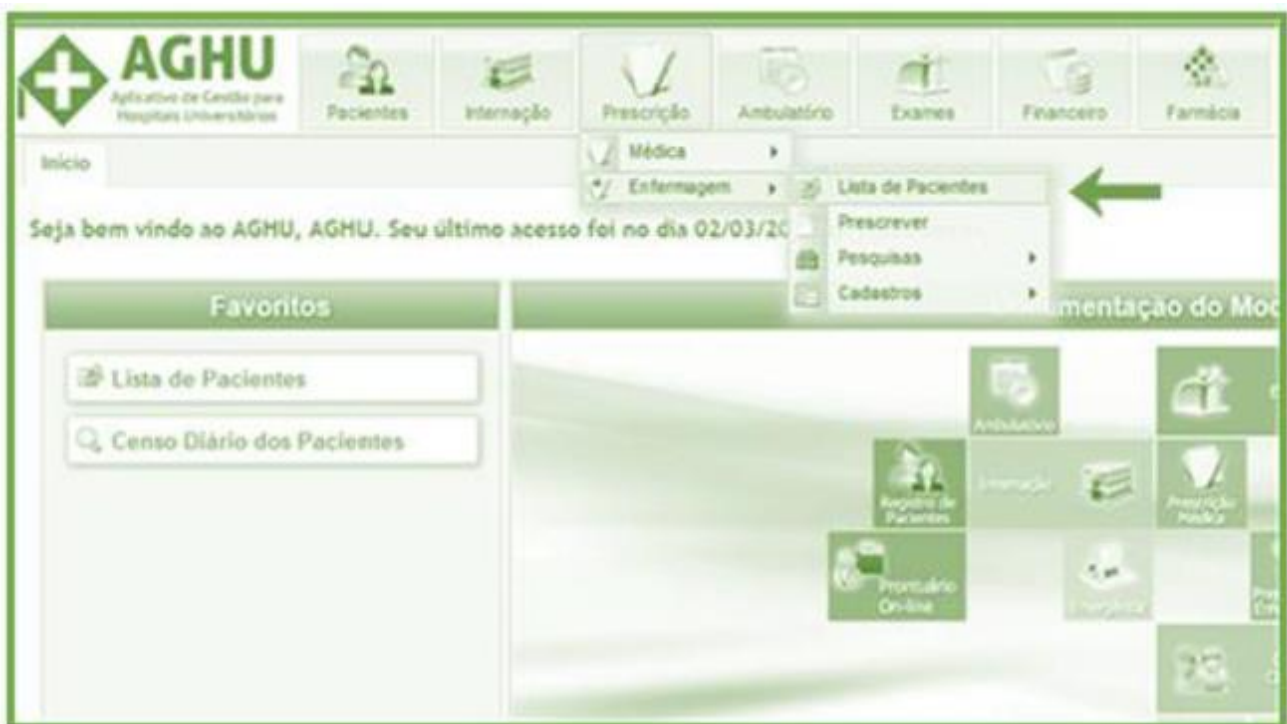 AGHU
Aplicativo de Gestão para
Hospitais Universitários
Pacientes
Internação
Prescrição
Ambulatório
Exames
Financeiro
Farmácia
Início
Médica
Enfermagem
Lista de Pacientes
Prescrever
Pesquisas
Cadastros
Seja bem vindo ao AGHU, AGHU. Seu último acesso foi no dia 02/03/20
Favoritos
mentação do Mod
Lista de Pacientes
Censo Diário dos Pacientes
Ambulatório
Registro de
Pacientes
Internação
Prescrição
Médica
Prontuário
On-line
Emergência